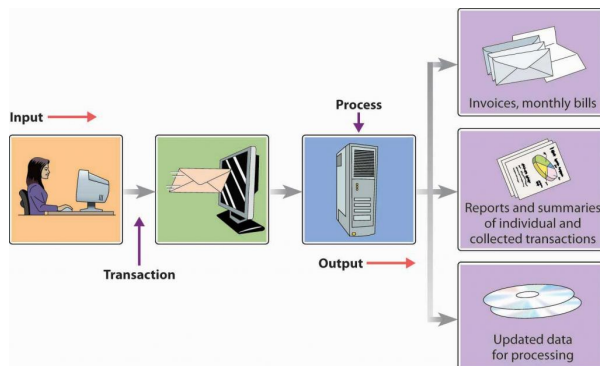 Input
Transaction
Process
Output
Invoices, monthly bills
Reports and summaries
of individual and
collected transactions
Updated data
for processing